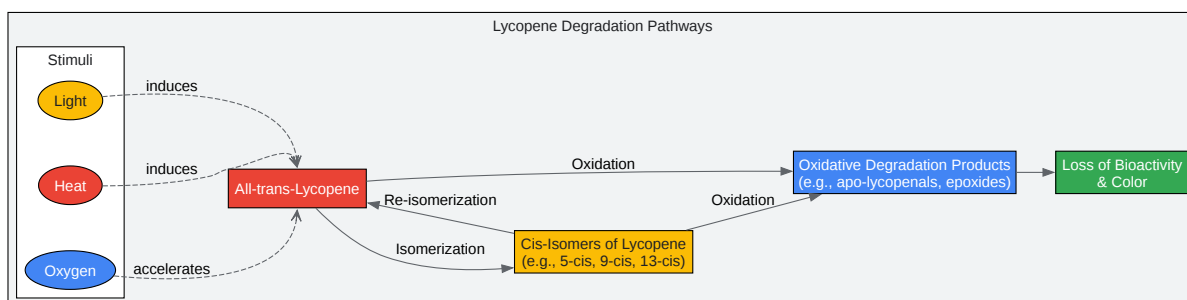 Lycopene Degradation Pathways
Stimuli
Light
induces
Heat
induces
Oxygen
accelerates
All-trans-Lycopene
Oxidation
Re-isomerization
Isomerization
Cis-Isomers of Lycopene
(e.g., 5-cis, 9-cis, 13-cis)
Oxidation
Oxidative Degradation Products
(e.g., apo-lycopenals, epoxides)
Loss of Bioactivity
& Color